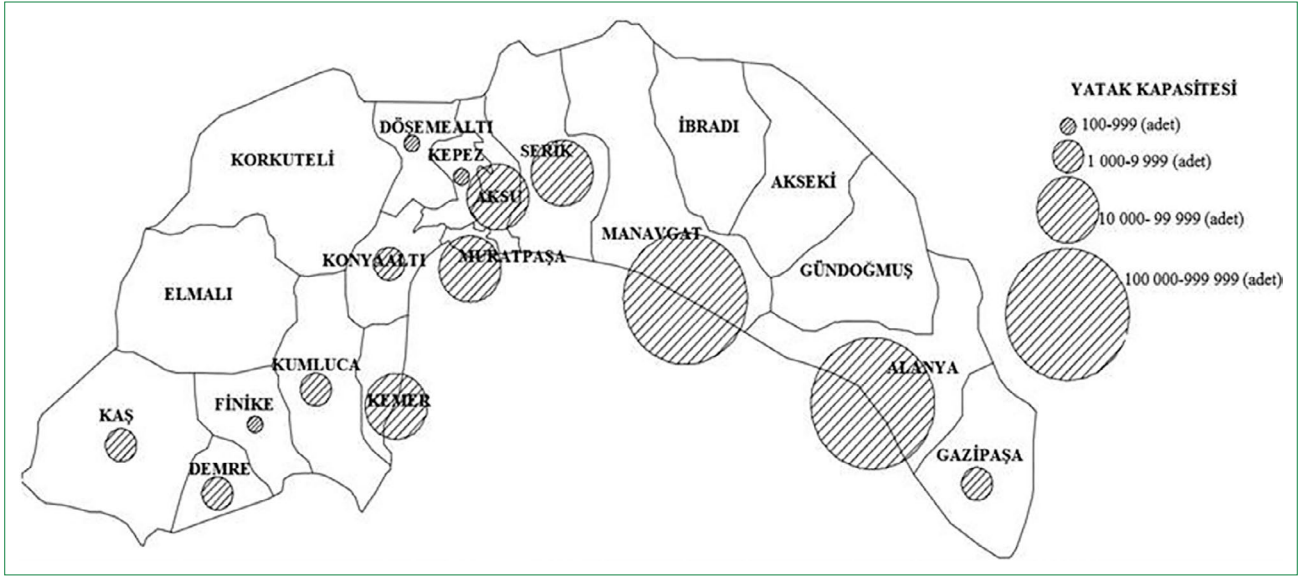 YATAK KAPASİTESİ
100-999 (adet)
1 000-9 999 (adet)
10 000- 99 999 (adet)
100 000-999 999 (adet)
DÖŞEMEALTI
İBRADI
KORKUTELİ
KEPEZ
SERİK
AKSEKİ
AKSU
MANAVGAT
KONYAALTI
MURATPAŞA
GÜNDOĞMUŞ
ELMALI
KUMLUCA
ALANYA
KEMER
FİNİKE
KAŞ
GAZİPAŞA
DEMRE